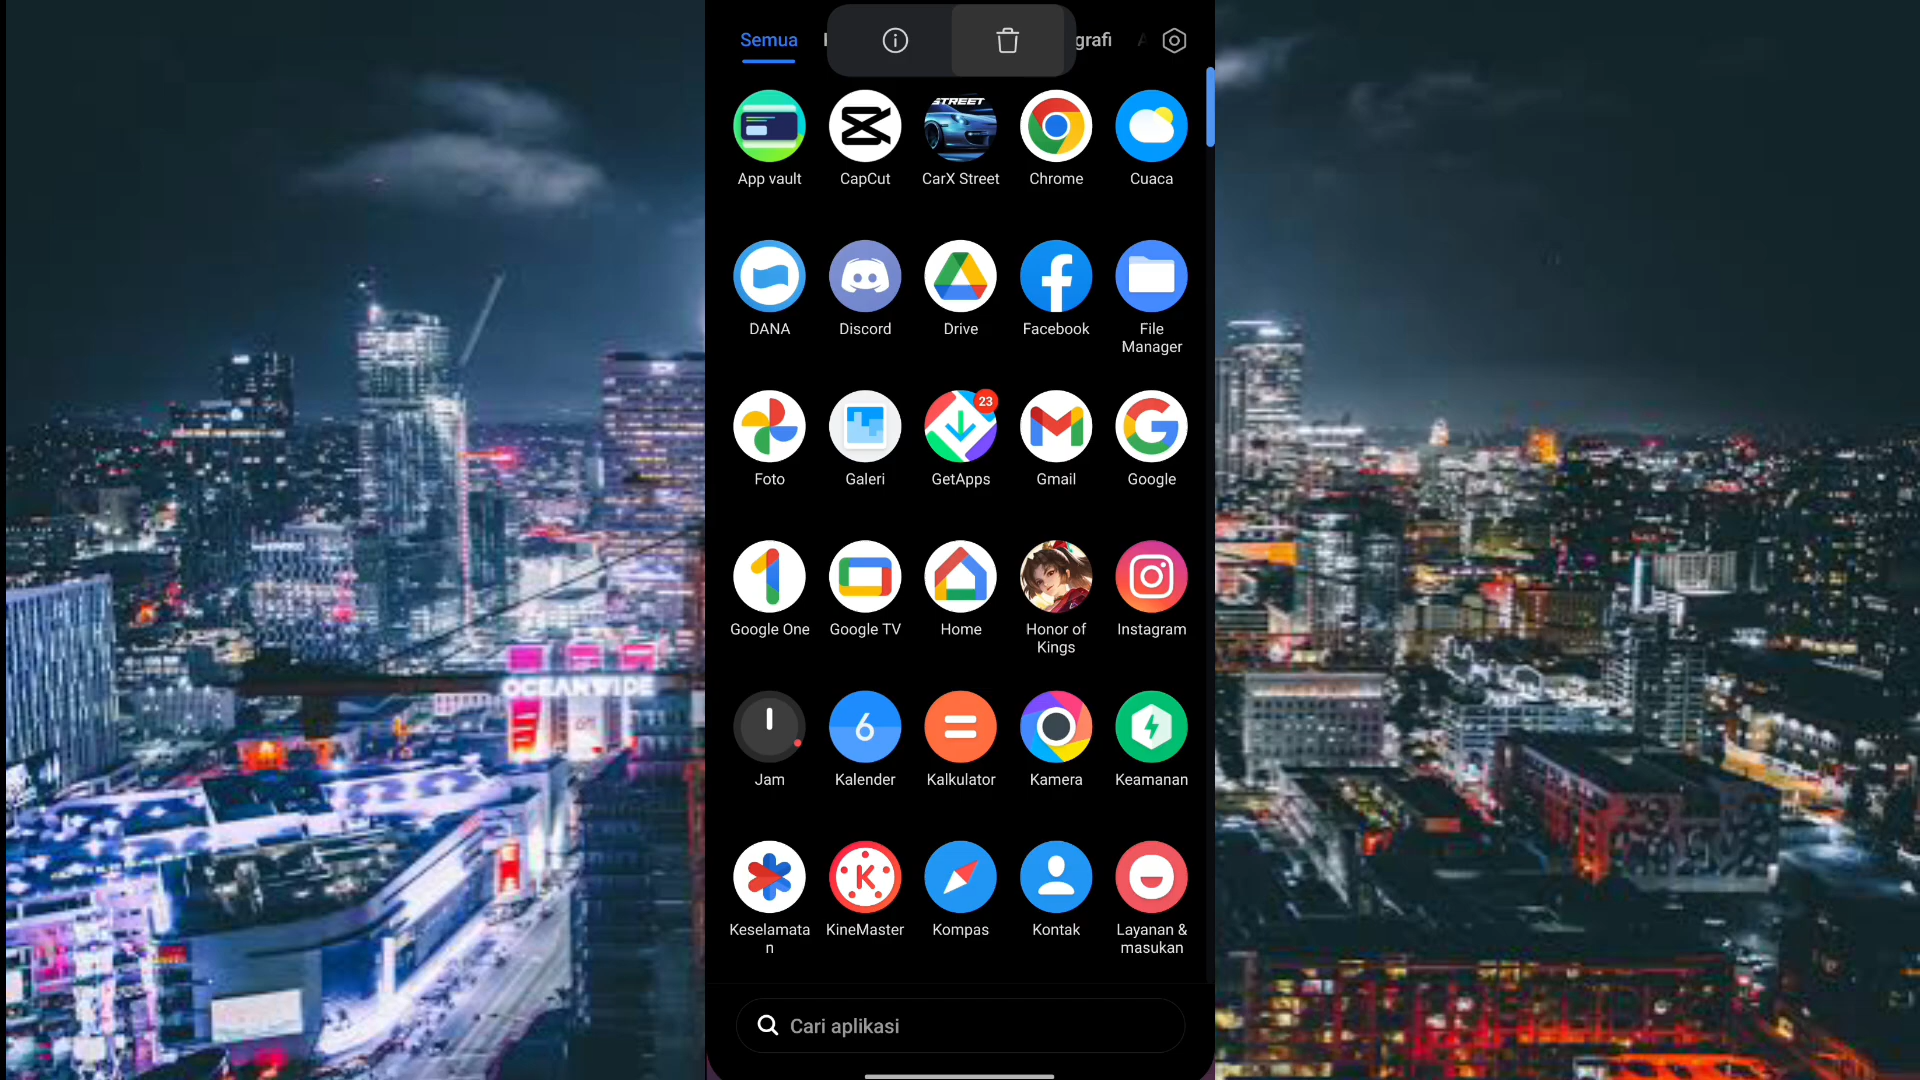 Semua
grafi
STREET
App vault
CapCut
CarX Street
Chrome
Cuaca
DANA
Discord
Drive
Facebook
File
Manager
23
Foto
Galeri
GetApps
Gmail
Google
Google One
Google TV
Home
Honor of
Kings
Instagram
6
Jam
Kalender
Kalkulator
Kamera
Keamanan
K
Keselamata
n
KineMaster
Kompas
Kontak
Layanan &
masukan
Cari aplikasi
OCEANWIDE